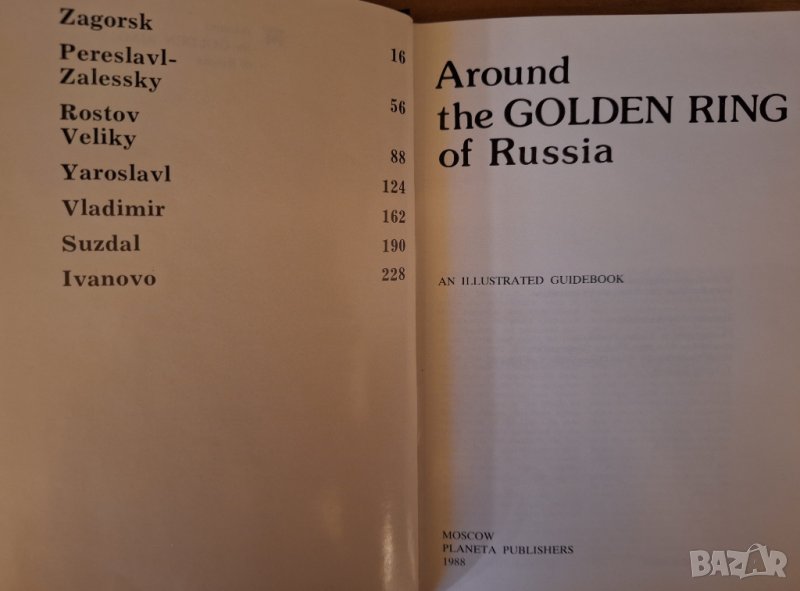 Zagorsk
Pereslavl- 16
Zalessky
Rostov 56
Veliky
88
Yaroslavl 124
Vladimir 162
Suzdal 190
Ivanovo 228
Around
the GOLDEN RING
of Russia
AN ILLUSTRATED GUIDEBOOK
MOSCOW
PLANETA PUBLISHERS
1988
BAZAR